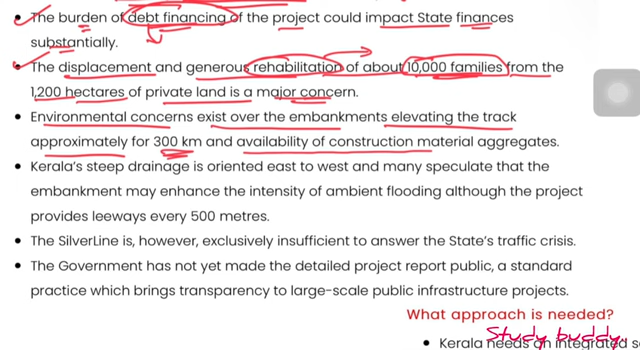 • The burden of debt financing of the project could impact State finances
substantially.
• The displacement and generous rehabilitation of about 10,000 families from the
1,200 hectares of private land is a major concern.
• Environmental concerns exist over the embankments elevating the track
approximately for 300 km and availability of construction material aggregates.
• Kerala's steep drainage is oriented east to west and many speculate that the
embankment may enhance the intensity of ambient flooding although the project
provides leeways every 500 metres.
• The SilverLine is, however, exclusively insufficient to answer the State's traffic crisis.
• The Government has not yet made the detailed project report public, a standard
practice which brings transparency to large-scale public infrastructure projects.
What approach is needed?
Study buddy
• Kerala needs an integrated s